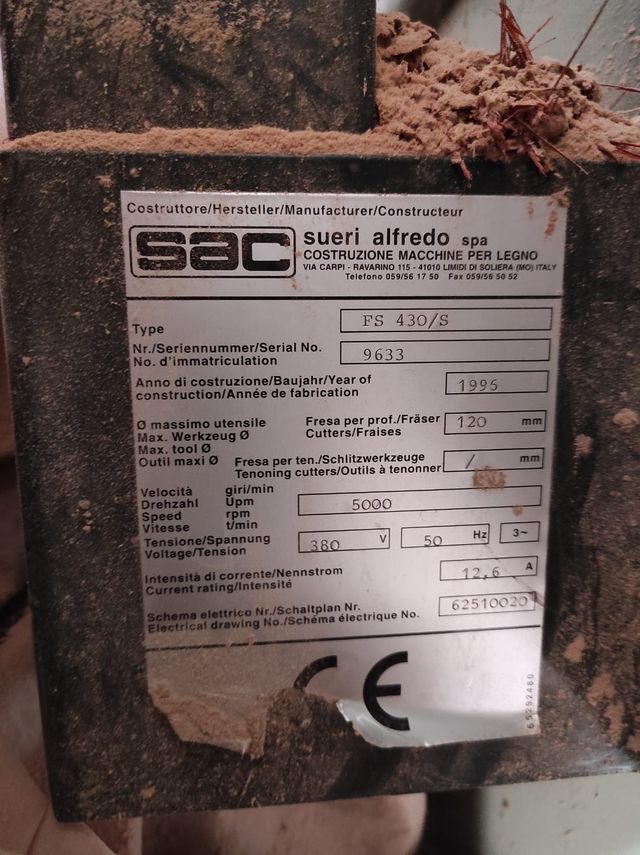 Costruttore/Hersteller/Manufacturer/Constructeur
sac sueri alfredo spa
COSTRUZIONE MACCHINE PER LEGNO
VIA CARPI - RAVARINO 115 - 41010 LIMIDI DI SOLIERA (MO) ITALY
Telefono 059/56 17 50 Fax 059/56 50 52
Type FS 430/S
Nr./Seriennummer/Serial No.
No. d'immatriculation 9633
Anno di costruzione/Baujahr/Year of
construction/Année de fabrication 1995
Ø massimo utensile Fresa per prof./Fräser 120 mm
Max. Werkzeug Ø Cutters/Fraises
Max. tool Ø
Outil maxi Ø Fresa per ten./Schlitzwerkzeuge / mm
Tenoning cutters/Outils à tenonner
Velocità giri/min
Drehzahl Upm
Speed rpm 5000
Vitesse t/min
Tensione/Spannung
Voltage/Tension 380 V 50 Hz 3~
Intensità di corrente/Nennstrom
Current rating/Intensité 12,6 A
Schema elettrico Nr./Schaltplan Nr.
Electrical drawing No./Schéma électrique No. 62510020
CE
65292480